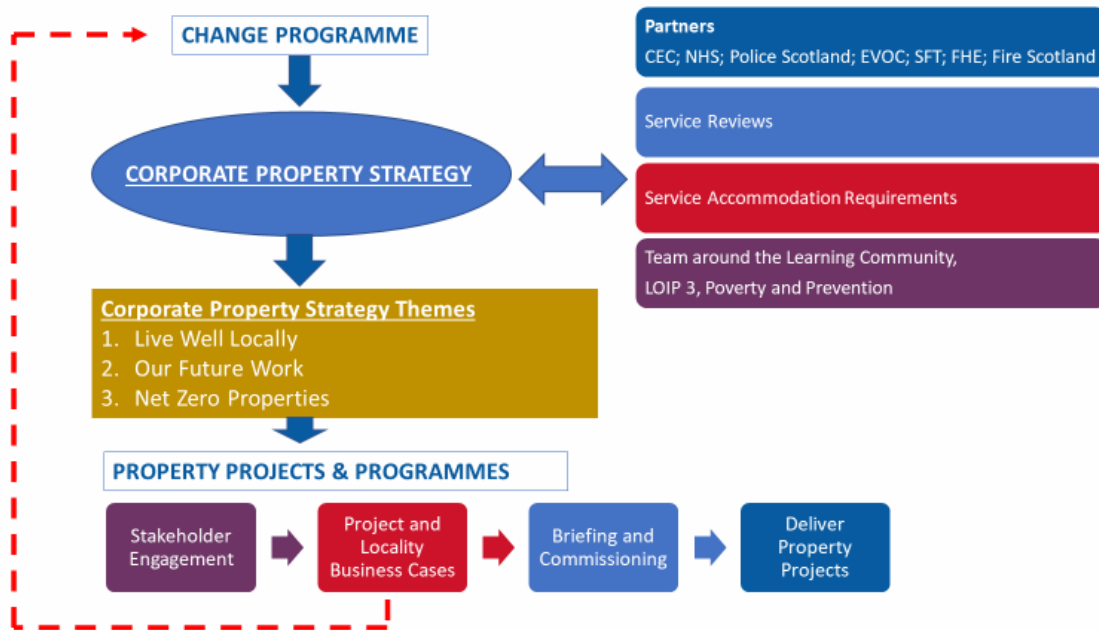 CHANGE PROGRAMME
CORPORATE PROPERTY STRATEGY
Partners
CEC; NHS; Police Scotland; EVOC; SFT; FHE; Fire Scotland
Service Reviews
Service Accommodation Requirements
Team around the Learning Community,
LOIP 3, Poverty and Prevention
Corporate Property Strategy Themes
1. Live Well Locally
2. Our Future Work
3. Net Zero Properties
PROPERTY PROJECTS & PROGRAMMES
Stakeholder
Engagement
Project and
Locality
Business Cases
Briefing and
Commissioning
Deliver
Property
Projects